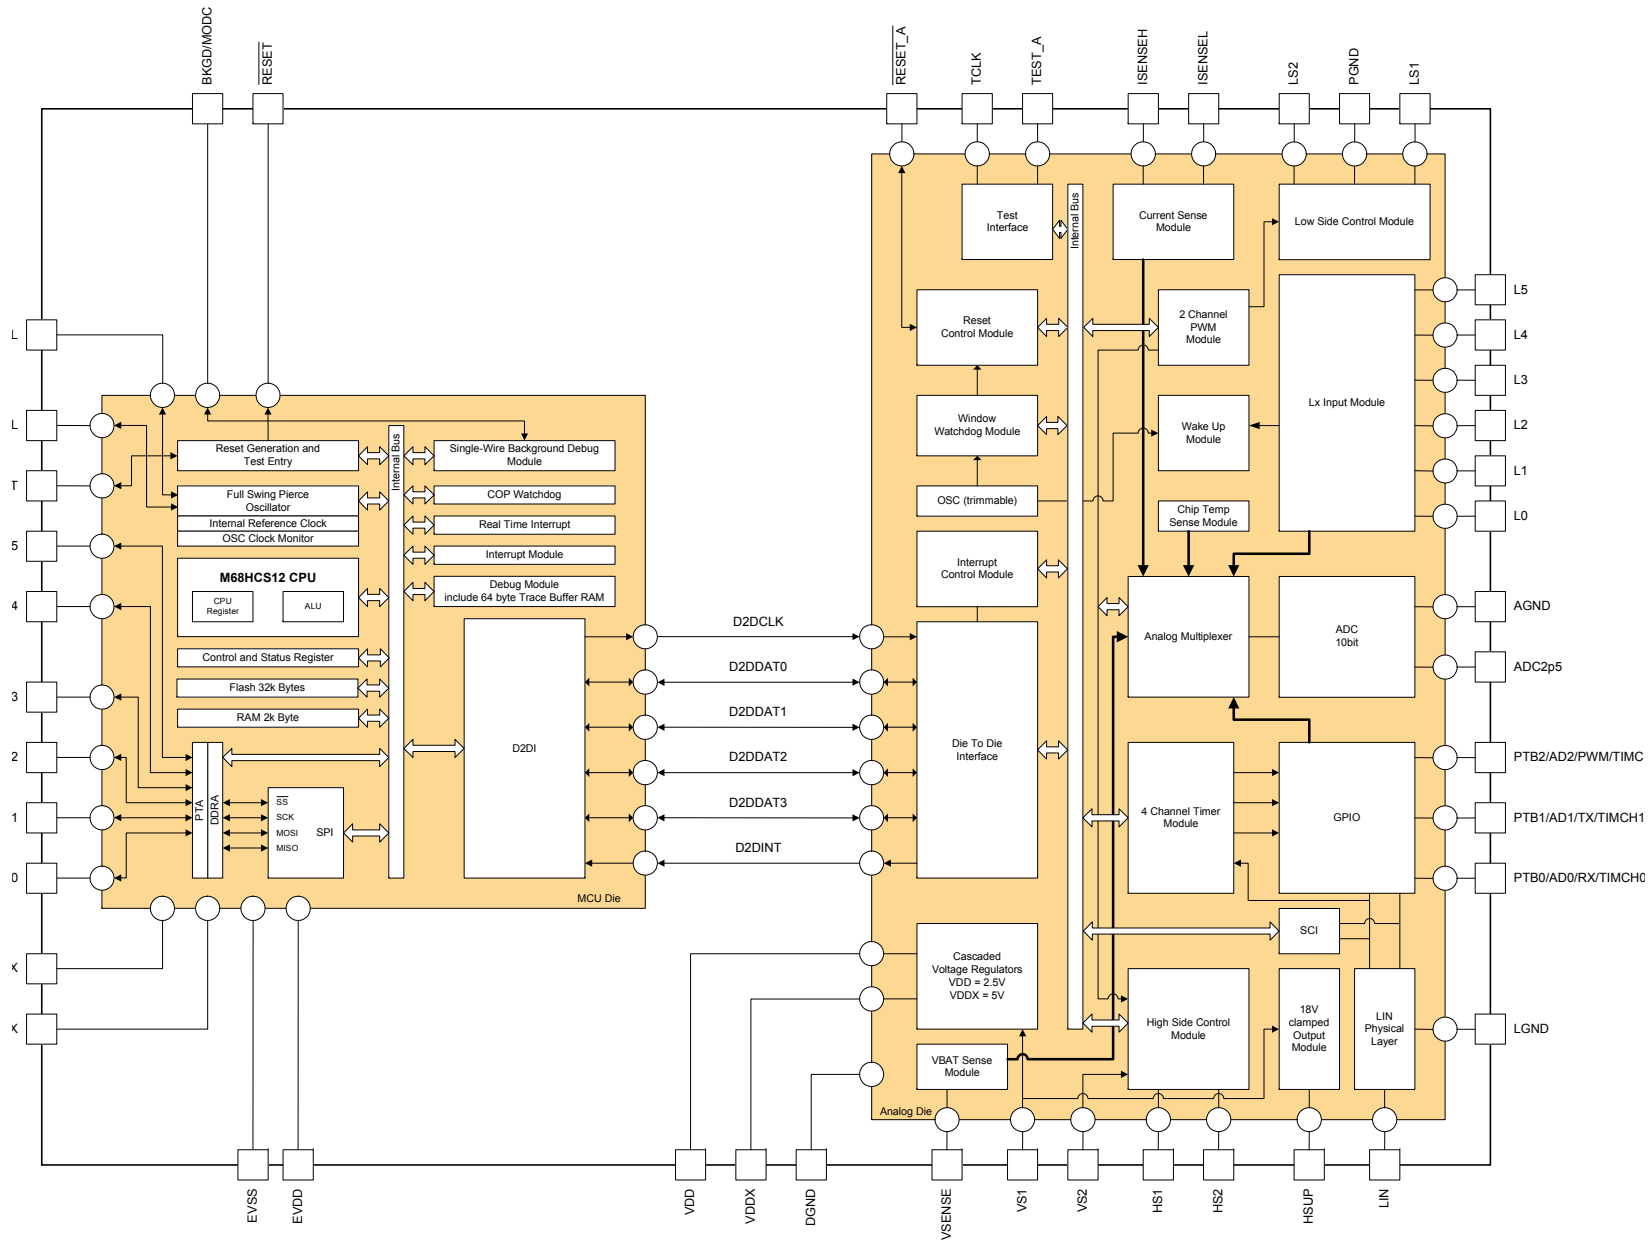 BKGD/MODC
RESET
RESET_A
TCLK
TEST_A
ISENSEH
ISENSEL
LS2
PGND
LS1
L
L
T
5
4
3
2
1
0
X
X
Reset Generation and
Test Entry
Full Swing Pierce
Oscillator
Internal Reference Clock
OSC Clock Monitor
M68HCS12 CPU
CPU
Register
ALU
Control and Status Register
Flash 32k Bytes
RAM 2k Byte
PTA
DDRA
SS
SCK
MOSI
MISO
SPI
Internal Bus
Single-Wire Background Debug
Module
COP Watchdog
Real Time Interrupt
Interrupt Module
Debug Module
include 64 byte Trace Buffer RAM
D2DI
MCU Die
D2DCLK
D2DDAT0
D2DDAT1
D2DDAT2
D2DDAT3
D2DINT
Test
Interface
Internal Bus
Current Sense
Module
Low Side Control Module
Reset
Control Module
2 Channel
PWM
Module
Lx Input Module
Window
Watchdog Module
Wake Up
Module
OSC (trimmable)
Chip Temp
Sense Module
Interrupt
Control Module
Analog Multiplexer
ADC
10bit
Die To Die
Interface
4 Channel Timer
Module
GPIO
SCI
Cascaded
Voltage Regulators
VDD = 2.5V
VDDX = 5V
High Side Control
Module
18V
clamped
Output
Module
LIN
Physical
Layer
VBAT Sense
Module
Analog Die
L5
L4
L3
L2
L1
L0
AGND
ADC2p5
PTB2/AD2/PWM/TIMC
PTB1/AD1/TX/TIMCH1
PTB0/AD0/RX/TIMCH0
LGND
EVSS
EVDD
VDD
VDDX
DGND
VSENSE
VS1
VS2
HS1
HS2
HSUP
LIN